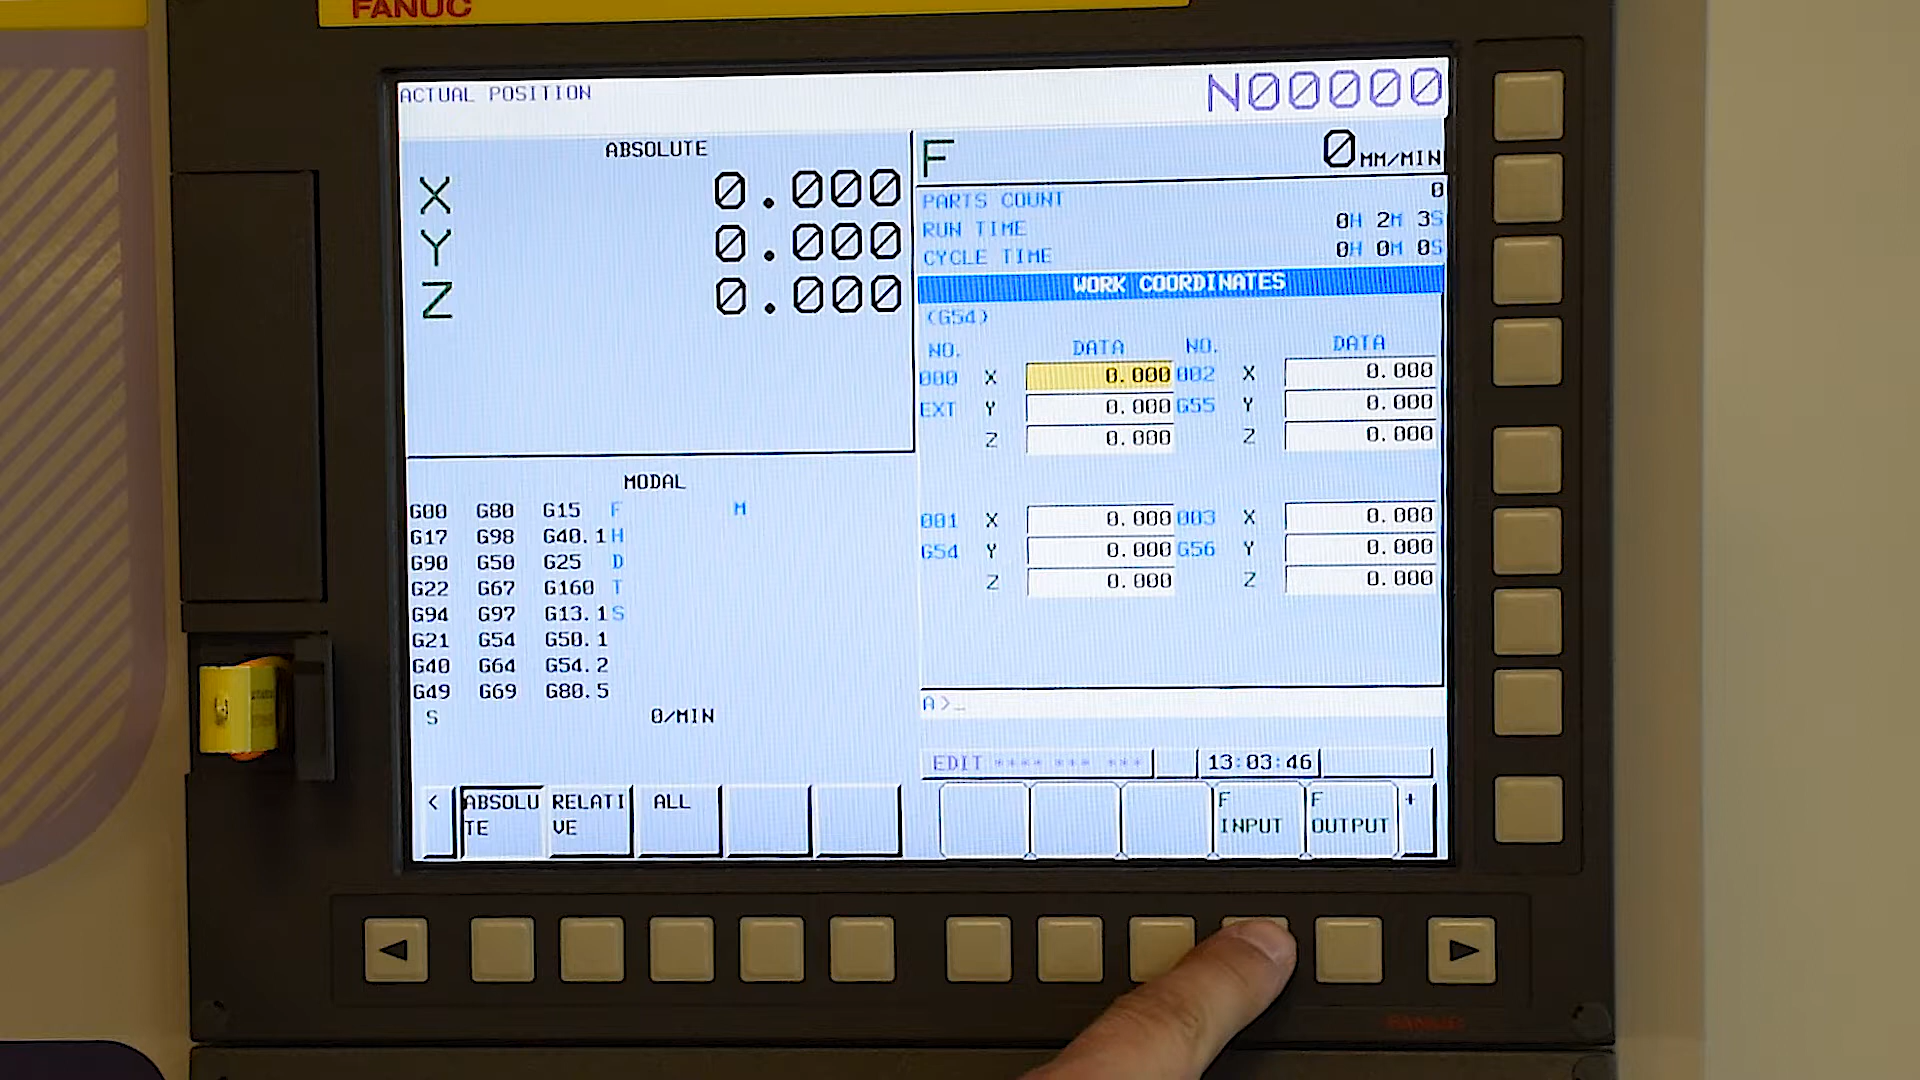 FANUC
ACTUAL POSITION
N00000
ABSOLUTE
X 0.000
Y 0.000
Z 0.000
F 0 MM/MIN
PARTS COUNT 0
RUN TIME 0H 2M 3S
CYCLE TIME 0H 0M 0S
WORK COORDINATES
(G54)
NO. DATA NO. DATA
000 X 0.000 002 X 0.000
EXT Y 0.000 G55 Y 0.000
Z 0.000 Z 0.000
001 X 0.000 003 X 0.000
G54 Y 0.000 G56 Y 0.000
Z 0.000 Z 0.000
MODAL
G00 G80 G15 F M
G17 G98 G40.1 H
G90 G50 G25 D
G22 G67 G160 T
G94 G97 G13.1 S
G21 G54 G50.1
G40 G64 G54.2
G49 G69 G80.5
S 0/MIN
A>_
EDIT **** *** *** 13:03:46
< ABSOLU
TE
RELATI
VE
ALL
F
INPUT
F
OUTPUT
+
FANUC